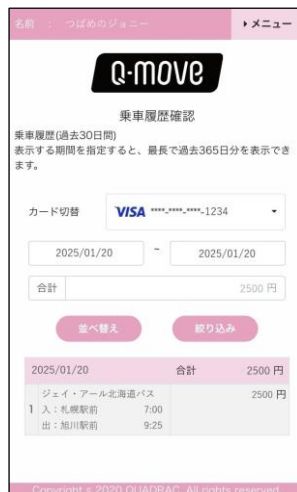 名前 : つばめのジョニー
▶ メニュー
Q-MOVE
乗車履歴確認
乗車履歴(過去30日間)
表示する期間を指定すると、最長で過去365日分を表示でき
ます。
カード切替 VISA ****-****-****-1234
2025/01/20 ~ 2025/01/20
合計 2500 円
並べ替え 絞り込み
2025/01/20 合計 2500 円
ジェイ・アール北海道バス 2500 円
1 入:札幌駅前 7:00
出:旭川駅前 9:25
Copyright c 2020 QUADRAC. All rights reserved.